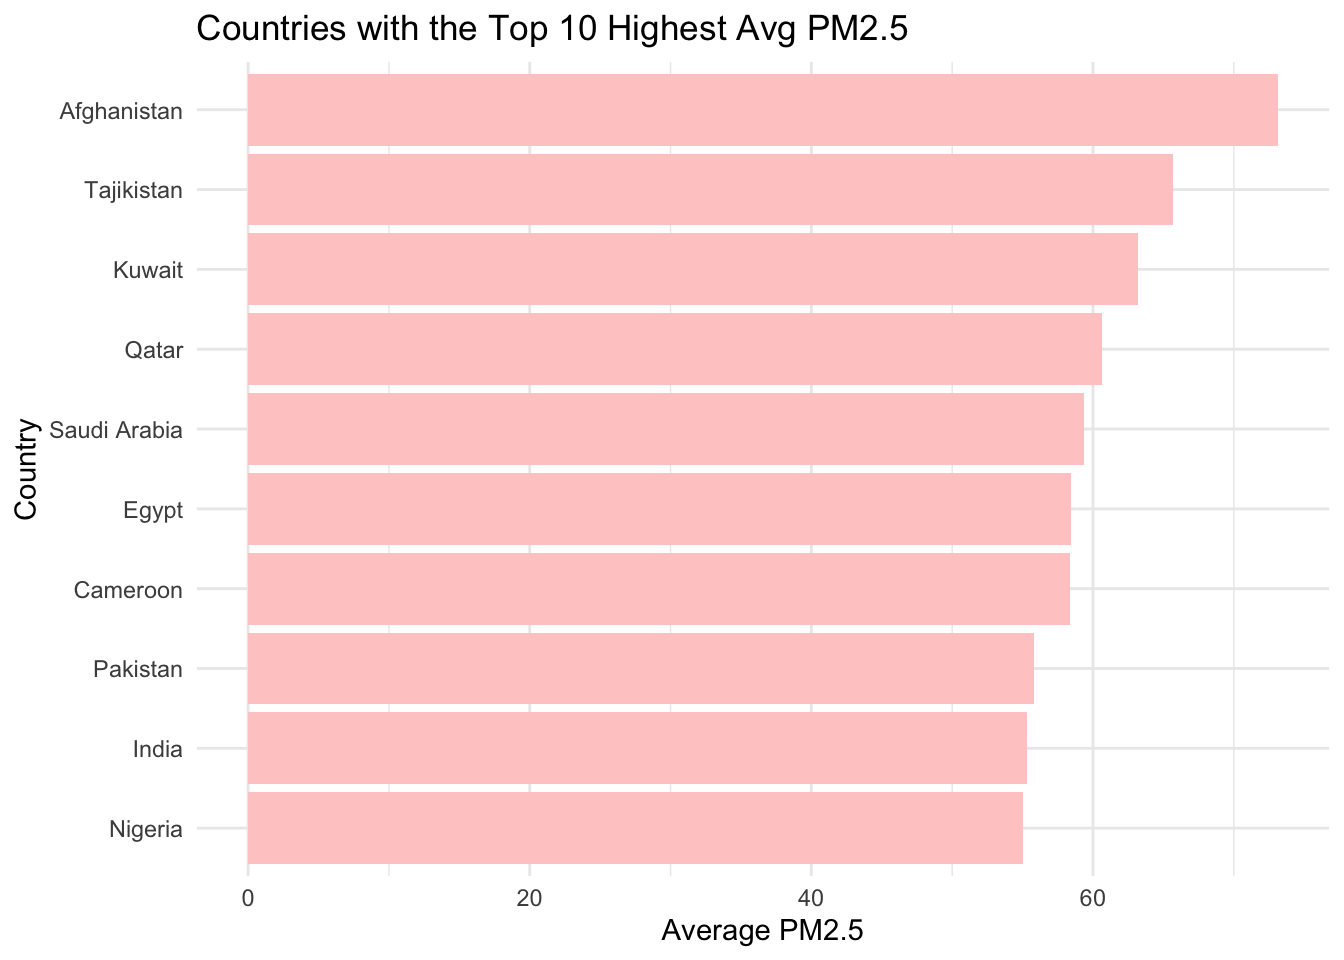 Countries with the Top 10 Highest Avg PM2.5
Country
Afghanistan
Tajikistan
Kuwait
Qatar
Saudi Arabia
Egypt
Cameroon
Pakistan
India
Nigeria
0 20 40 60
Average PM2.5